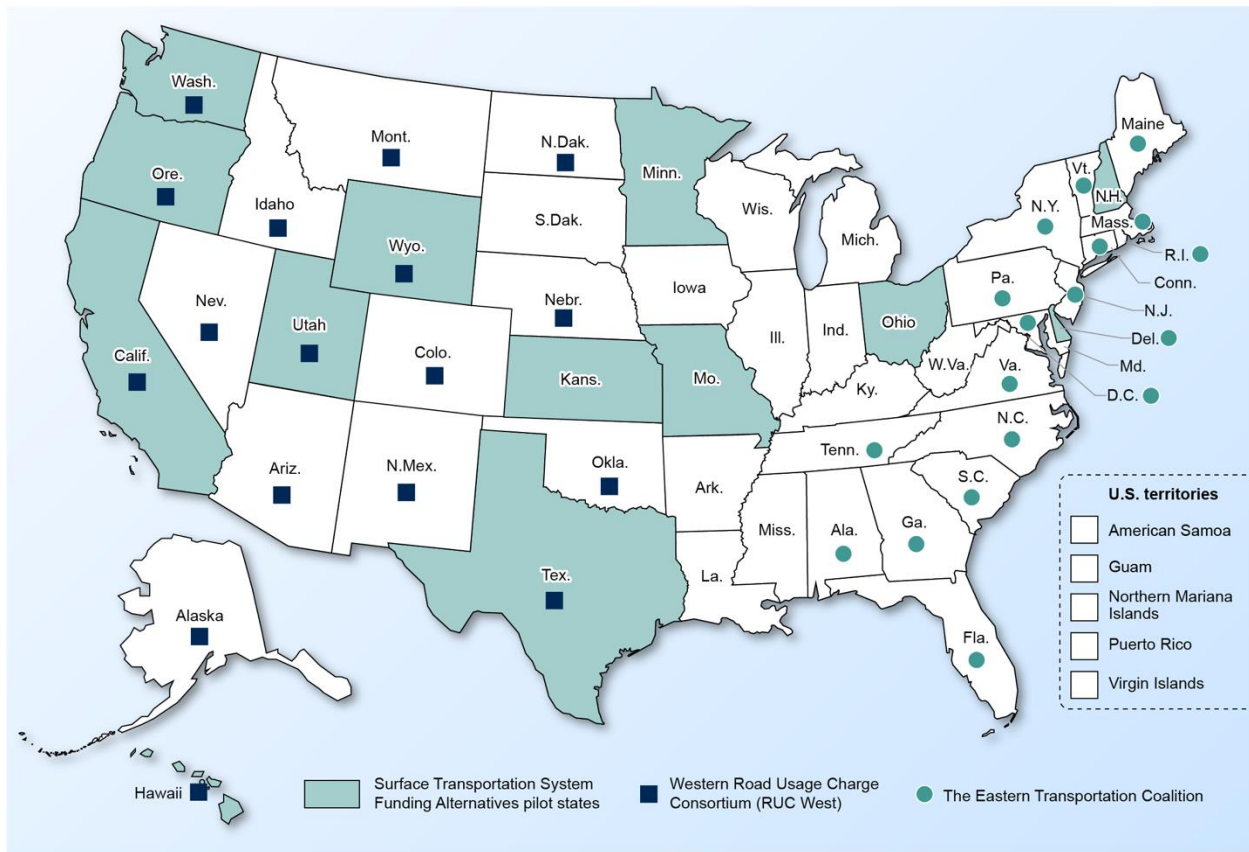 Wash.
Mont.
N.Dak.
Minn.
Maine
Vt.
N.H.
Ore.
Idaho
S.Dak.
Wis.
Mich.
N.Y.
Mass.
R.I.
Conn.
Wyo.
Nebr.
Iowa
Pa.
N.J.
Nev.
Utah
Colo.
Ill.
Ind.
Ohio
Del.
Calif.
Kans.
Mo.
W.Va.
Va.
Md.
Ky.
D.C.
Ariz.
N.Mex.
Okla.
Ark.
Tenn.
N.C.
S.C.
Tex.
La.
Miss.
Ala.
Ga.
Fla.
Alaska
Hawaii
U.S. territories
American Samoa
Guam
Northern Mariana
Islands
Puerto Rico
Virgin Islands
Surface Transportation System
Funding Alternatives pilot states
Western Road Usage Charge
Consortium (RUC West)
The Eastern Transportation Coalition